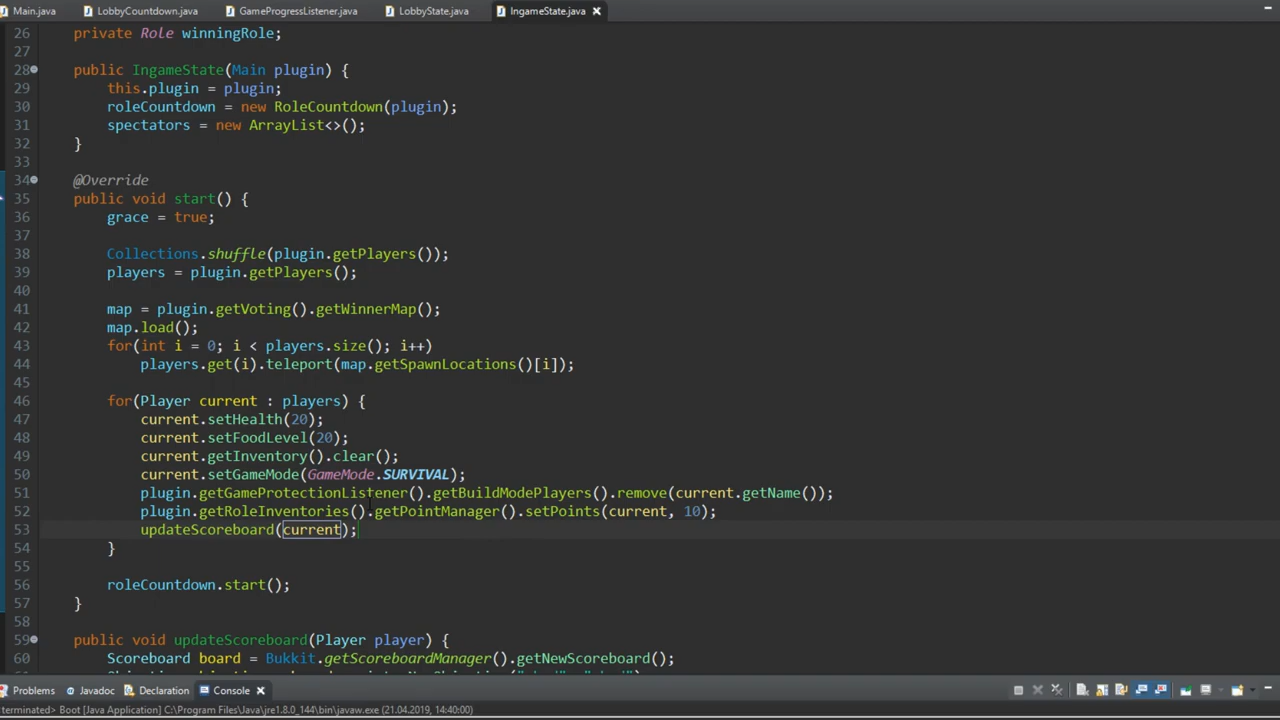 Main.java LobbyCountdown.java GameProgressListener.java LobbyState.java IngameState.java
26 private Role winningRole;
27
28 public IngameState(Main plugin) {
29 this.plugin = plugin;
30 roleCountdown = new RoleCountdown(plugin);
31 spectators = new ArrayList<>();
32 }
33
34 @Override
35 public void start() {
36 grace = true;
37
38 Collections.shuffle(plugin.getPlayers());
39 players = plugin.getPlayers();
40
41 map = plugin.getVoting().getWinnerMap();
42 map.load();
43 for(int i = 0; i < players.size(); i++)
44 players.get(i).teleport(map.getSpawnLocations()[i]);
45
46 for(Player current : players) {
47 current.setHealth(20);
48 current.setFoodLevel(20);
49 current.getInventory().clear();
50 current.setGameMode(GameMode.SURVIVAL);
51 plugin.getGameProtectionListener().getBuildModePlayers().remove(current.getName());
52 plugin.getRoleInventories().getPointManager().setPoints(current, 10);
53 updateScoreboard(current);
54 }
55
56 roleCountdown.start();
57 }
58
59 public void updateScoreboard(Player player) {
60 Scoreboard board = Bukkit.getScoreboardManager().getNewScoreboard();
Problems Javadoc Declaration Console
terminated> Boot [Java Application] C:\Program Files\Java\jre1.8.0_144\bin\javaw.exe (21.04.2019, 14:40:00)